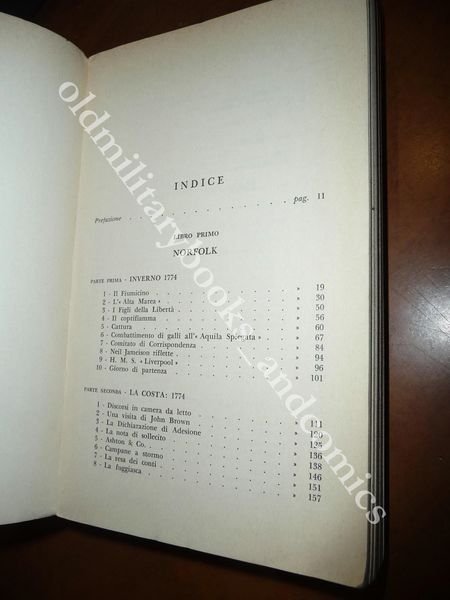 INDICE
Prefazione . . . . . . . . . . . . . pag. 11
LIBRO PRIMO
NORFOLK
PARTE PRIMA - INVERNO 1774
1 - Il Fiumicino . . . . . . . . . » 19
2 - L'« Alta Marea » . . . . . . . . » 30
3 - I Figli della Libertà . . . . . . . » 50
4 - Il coprifiamma . . . . . . . . » 56
5 - Cattura . . . . . . . . . . » 60
6 - Combattimento di galli all'« Aquila Spiegata » . . » 67
7 - Comitato di Corrispondenza . . . . . » 84
8 - Neil Jameison riflette . . . . . . . » 94
9 - H. M. S. « Liverpool » . . . . . . . » 96
10 - Giorno di partenza . . . . . . . » 101
PARTE SECONDA - LA COSTA: 1774
1 - Discorsi in camera da letto . . . . . . » 111
2 - Una visita di John Brown . . . . . . » 120
3 - La Dichiarazione di Adesione . . . . . »
4 - La nota di sollecito . . . . . . . » 136
5 - Ashton & Co. . . . . . . . . » 138
6 - Campane a stormo . . . . . . . » 146
7 - La resa dei conti . . . . . . . . » 151
8 - La fuggiasca . . . . . . . . . » 157
oldmilitarybooks_andcomics